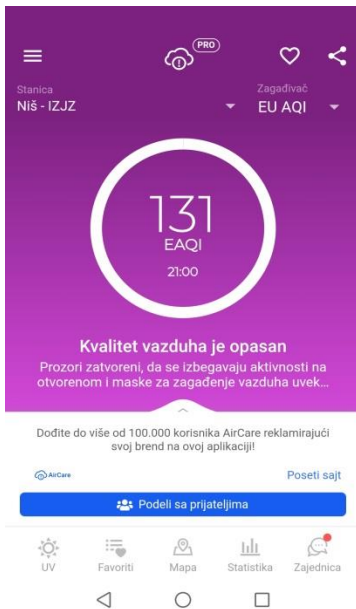 PRO
Stanica
Zagađivač
Niš - IZJZ
EU AQI
131
EAQI
21:00
Kvalitet vazduha je opasan
Prozori zatvoreni, da se izbegavaju aktivnosti na
otvorenom i maske za zagađenje vazduha uvek...
Dođite do više od 100.000 korisnika AirCare reklamirajući
svoj brend na ovoj aplikaciji!
AirCare
Poseti sajt
Podeli sa prijateljima
UV
Favoriti
Mapa
Statistika
Zajednica